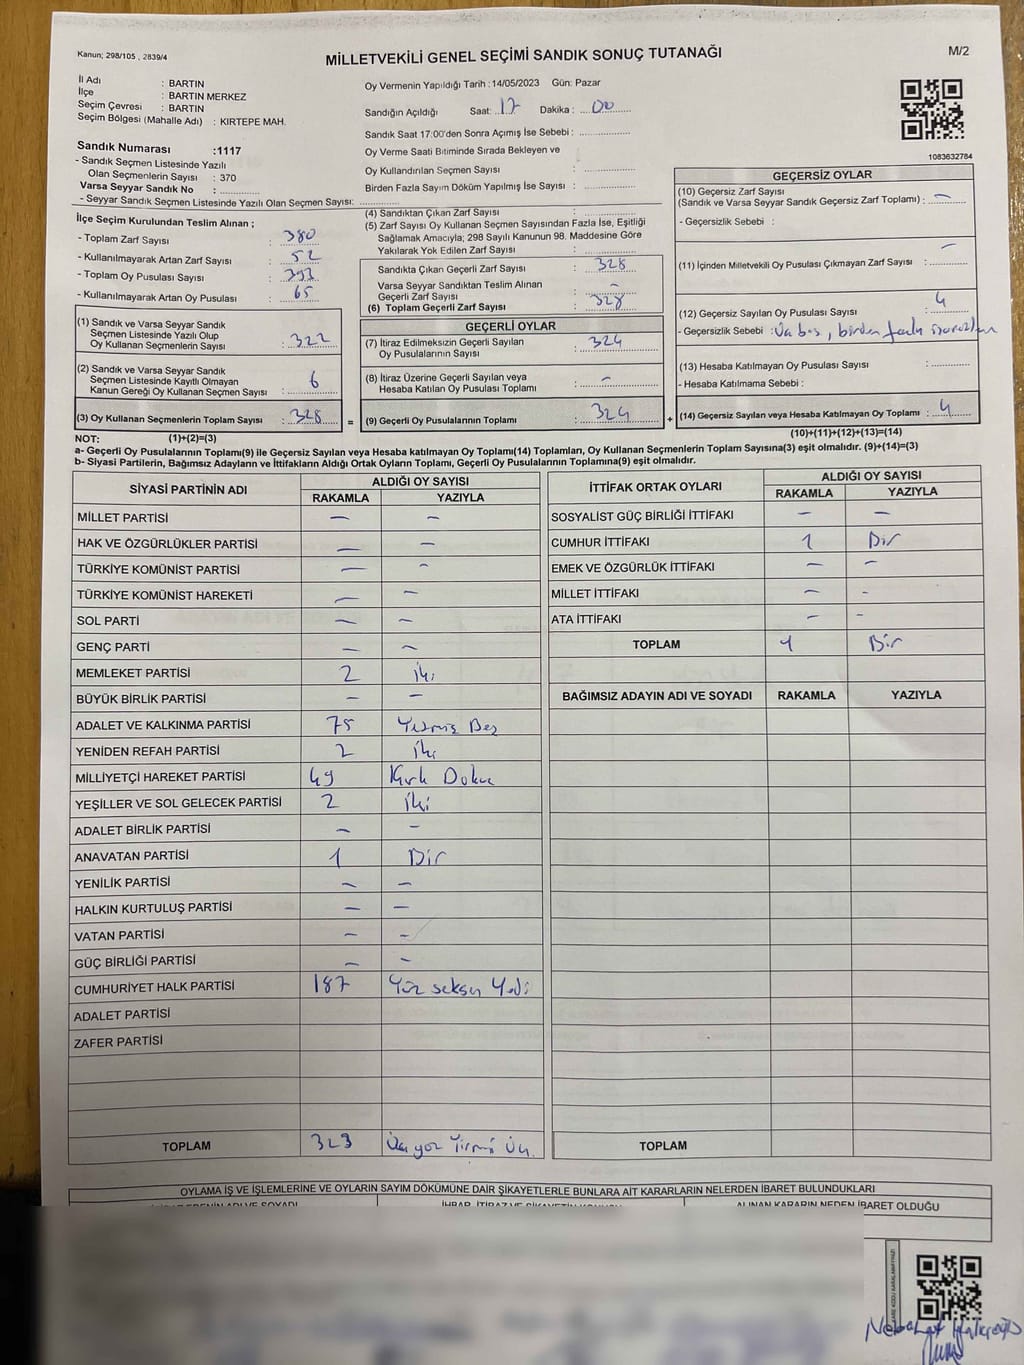 Kanun; 298/105 , 2839/4
MİLLETVEKİLİ GENEL SEÇİMİ SANDIK SONUÇ TUTANAĞI
M/2
İl Adı : BARTIN
İlçe : BARTIN MERKEZ
Seçim Çevresi : BARTIN
Seçim Bölgesi (Mahalle Adı) : KIRTEPE MAH.
Oy Vermenin Yapıldığı Tarih : 14/05/2023 Gün: Pazar
Sandığın Açıldığı Saat: 17 Dakika : 00
Sandık Saat 17:00'den Sonra Açımış İse Sebebi :
Oy Verme Saati Bitiminde Sırada Bekleyen ve
Oy Kullandırılan Seçmen Sayısı :
Birden Fazla Sayım Döküm Yapılmış İse Sayısı :
1083632784
Sandık Numarası :1117
- Sandık Seçmen Listesinde Yazılı
Olan Seçmenlerin Sayısı : 370
Varsa Seyyar Sandık No :
- Seyyar Sandık Seçmen Listesinde Yazılı Olan Seçmen Sayısı:
İlçe Seçim Kurulundan Teslim Alınan ;
- Toplam Zarf Sayısı : 380
- Kullanılmayarak Artan Zarf Sayısı : 52
- Toplam Oy Pusulası Sayısı : 393
- Kullanılmayarak Artan Oy Pusulası : 65
(4) Sandıktan Çıkan Zarf Sayısı :
(5) Zarf Sayısı Oy Kullanan Seçmen Sayısından Fazla İse, Eşitliği
Sağlamak Amacıyla; 298 Sayılı Kanunun 98. Maddesine Göre
Yakılarak Yok Edilen Zarf Sayısı :
Sandıkta Çıkan Geçerli Zarf Sayısı : 328
Varsa Seyyar Sandıktan Teslim Alınan
Geçerli Zarf Sayısı : -
(6) Toplam Geçerli Zarf Sayısı : 328
GEÇERSİZ OYLAR
(10) Geçersiz Zarf Sayısı
(Sandık ve Varsa Seyyar Sandık Geçersiz Zarf Toplamı) : -
- Geçersizlik Sebebi :
(11) İçinden Milletvekili Oy Pusulası Çıkmayan Zarf Sayısı : -
(12) Geçersiz Sayılan Oy Pusulası Sayısı : 4
- Geçersizlik Sebebi : birden fazla
(13) Hesaba Katılmayan Oy Pusulası Sayısı :
- Hesaba Katılmama Sebebi :
(14) Geçersiz Sayılan veya Hesaba Katılmayan Oy Toplamı : 4
(10)+(11)+(12)+(13)=(14)
(1) Sandık ve Varsa Seyyar Sandık
Seçmen Listesinde Yazılı Olup
Oy Kullanan Seçmenlerin Sayısı : 322
(2) Sandık ve Varsa Seyyar Sandık
Seçmen Listesinde Kayıtlı Olmayan
Kanun Gereği Oy Kullanan Seçmen Sayısı : 6
(3) Oy Kullanan Seçmenlerin Toplam Sayısı : 328 =
GEÇERLİ OYLAR
(7) İtiraz Edilmeksizin Geçerli Sayılan
Oy Pusulalarının Sayısı : 324
(8) İtiraz Üzerine Geçerli Sayılan veya
Hesaba Katılan Oy Pusulası Toplamı : -
(9) Geçerli Oy Pusulalarının Toplamı : 324 +
NOT: (1)+(2)=(3)
a- Geçerli Oy Pusulalarının Toplamı(9) ile Geçersiz Sayılan veya Hesaba katılmayan Oy Toplamı(14) Toplamları, Oy Kullanan Seçmenlerin Toplam Sayısına(3) eşit olmalıdır. (9)+(14)=(3)
b- Siyasi Partilerin, Bağımsız Adayların ve İttifakların Aldığı Ortak Oyların Toplamı, Geçerli Oy Pusulalarının Toplamına(9) eşit olmalıdır.
SİYASİ PARTİNİN ADI ALDIĞI OY SAYISI
RAKAMLA YAZIYLA
MİLLET PARTİSİ - -
HAK VE ÖZGÜRLÜKLER PARTİSİ - -
TÜRKİYE KOMÜNİST PARTİSİ - -
TÜRKİYE KOMÜNİST HAREKETİ - -
SOL PARTİ - -
GENÇ PARTİ - -
MEMLEKET PARTİSİ 2 iki
BÜYÜK BİRLİK PARTİSİ - -
ADALET VE KALKINMA PARTİSİ 75 Yetmiş Beş
YENİDEN REFAH PARTİSİ 2 iki
MİLLİYETÇİ HAREKET PARTİSİ 49 Kırk Dokuz
YEŞİLLER VE SOL GELECEK PARTİSİ 2 iki
ADALET BİRLİK PARTİSİ - -
ANAVATAN PARTİSİ 1 Bir
YENİLİK PARTİSİ - -
HALKIN KURTULUŞ PARTİSİ - -
VATAN PARTİSİ - -
GÜÇ BİRLİĞİ PARTİSİ - -
CUMHURİYET HALK PARTİSİ 187 Yüz seksen Yedi
ADALET PARTİSİ
ZAFER PARTİSİ
TOPLAM 323 Üç yüz Yirmi Üç
İTTİFAK ORTAK OYLARI ALDIĞI OY SAYISI
RAKAMLA YAZIYLA
SOSYALİST GÜÇ BİRLİĞİ İTTİFAKI - -
CUMHUR İTTİFAKI 1 Bir
EMEK VE ÖZGÜRLÜK İTTİFAKI - -
MİLLET İTTİFAKI - -
ATA İTTİFAKI - -
TOPLAM 1 Bir
BAĞIMSIZ ADAYIN ADI VE SOYADI RAKAMLA YAZIYLA
TOPLAM
OYLAMA İŞ VE İŞLEMLERİNE VE OYLARIN SAYIM DÖKÜMÜNE DAİR ŞİKAYETLERLE BUNLARA AİT KARARLARIN NELERDEN İBARET BULUNDUKLARI
ALINAN KARARIN NEDEN İBARET OLDUĞU